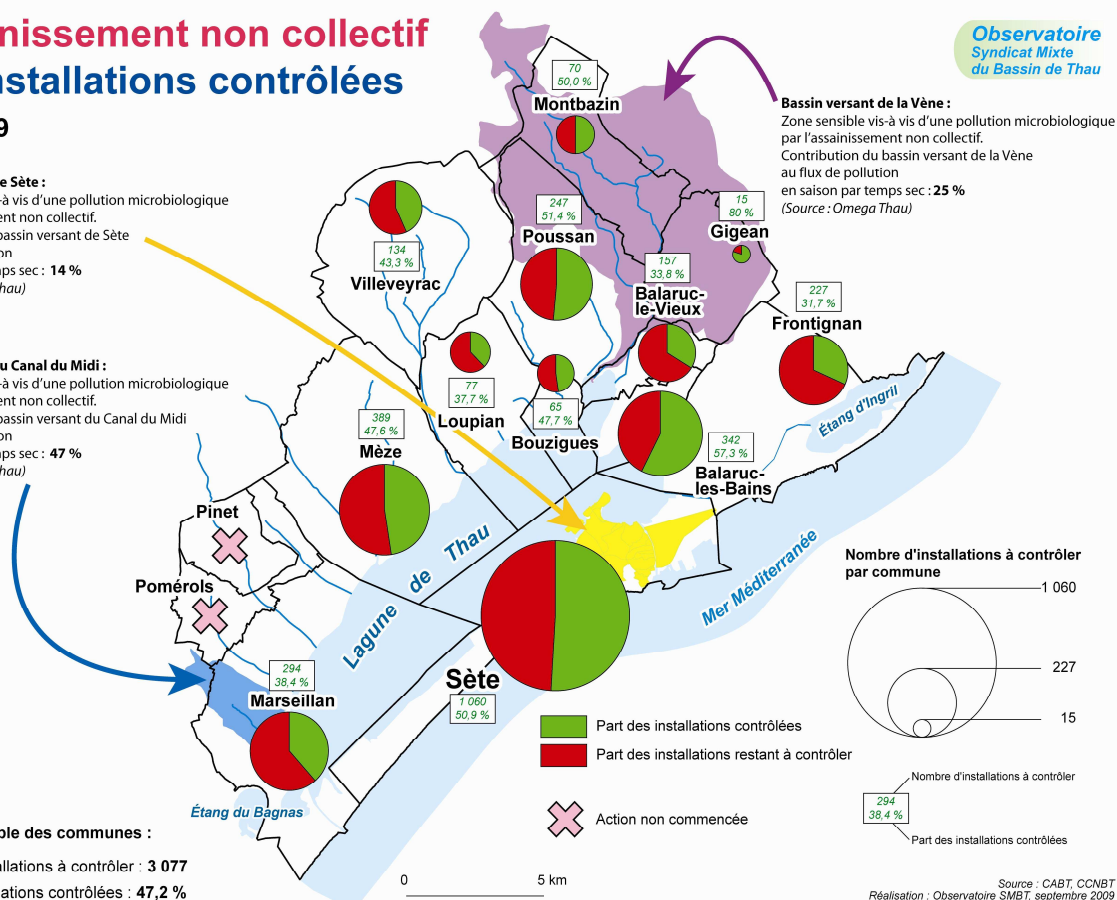 nissement non collectif
nstallations contrôlées
9
Observatoire
Syndicat Mixte
du Bassin de Thau
Bassin versant de la Vène :
Zone sensible vis-à vis d'une pollution microbiologique
par l'assainissement non collectif.
Contribution du bassin versant de la Vène
au flux de pollution
en saison par temps sec : 25 %
(Source : Omega Thau)
e Sète :
-à vis d'une pollution microbiologique
ent non collectif.
bassin versant de Sète
on
ps sec : 14 %
hau)
u Canal du Midi :
-à vis d'une pollution microbiologique
ent non collectif.
bassin versant du Canal du Midi
on
ps sec : 47 %
hau)
70
50,0 %
Montbazin
247
51,4 %
Poussan
15
80 %
Gigean
134
43,3 %
Villeveyrac
157
33,8 %
Balaruc-
le-Vieux
227
31,7 %
Frontignan
77
37,7 %
Loupian
65
47,7 %
Bouzigues
389
47,6 %
Mèze
342
57,3 %
Balaruc-
les-Bains
Étang d'Ingril
Pinet
Pomérols
Lagune de Thau
Mer Méditerranée
Sète
1 060
50,9 %
294
38,4 %
Marseillan
Étang du Bagnas
Nombre d'installations à contrôler
par commune
1 060
227
15
Part des installations contrôlées
Part des installations restant à contrôler
Action non commencée
Nombre d'installations à contrôler
294
38,4 %
Part des installations contrôlées
ble des communes :
allations à contrôler : 3 077
ations contrôlées : 47,2 %
0 5 km
Source : CABT, CCNBT
Réalisation : Observatoire SMBT, septembre 2009